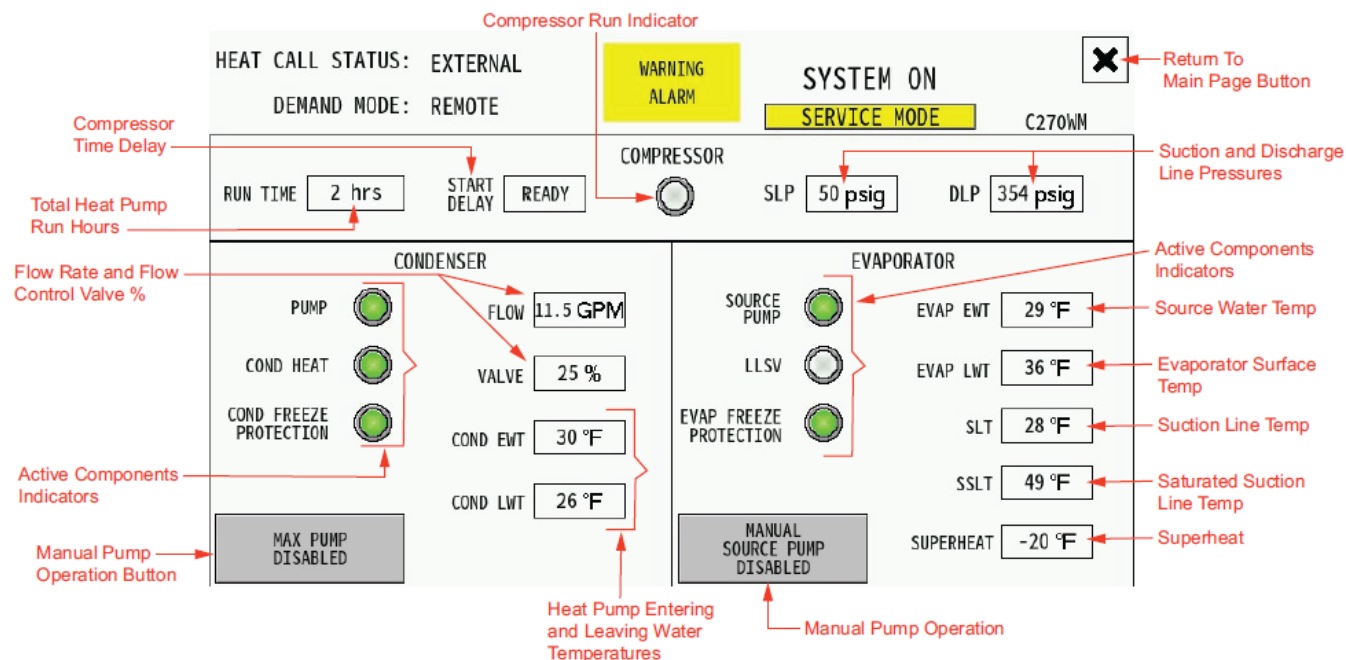 Compressor Run Indicator
HEAT CALL STATUS: EXTERNAL
DEMAND MODE: REMOTE
WARNING
ALARM
SYSTEM ON
SERVICE MODE
C270WM
Return To
Main Page Button
Compressor
Time Delay
Total Heat Pump
Run Hours
RUN TIME 2 hrs
START
DELAY READY
COMPRESSOR
SLP 50 psig
DLP 354 psig
Suction and Discharge
Line Pressures
Flow Rate and Flow
Control Valve %
CONDENSER
PUMP
COND HEAT
COND FREEZE
PROTECTION
FLOW 11.5 GPM
VALVE 25 %
COND EWT 30 °F
COND LWT 26 °F
Active Components
Indicators
MAX PUMP
DISABLED
Manual Pump
Operation Button
Heat Pump Entering
and Leaving Water
Temperatures
EVAPORATOR
SOURCE
PUMP
LLSV
EVAP FREEZE
PROTECTION
Active Components
Indicators
EVAP EWT 29 °F
Source Water Temp
EVAP LWT 36 °F
Evaporator Surface
Temp
SLT 28 °F
Suction Line Temp
SSLT 49 °F
Saturated Suction
Line Temp
SUPERHEAT -20 °F
Superheat
MANUAL
SOURCE PUMP
DISABLED
Manual Pump Operation